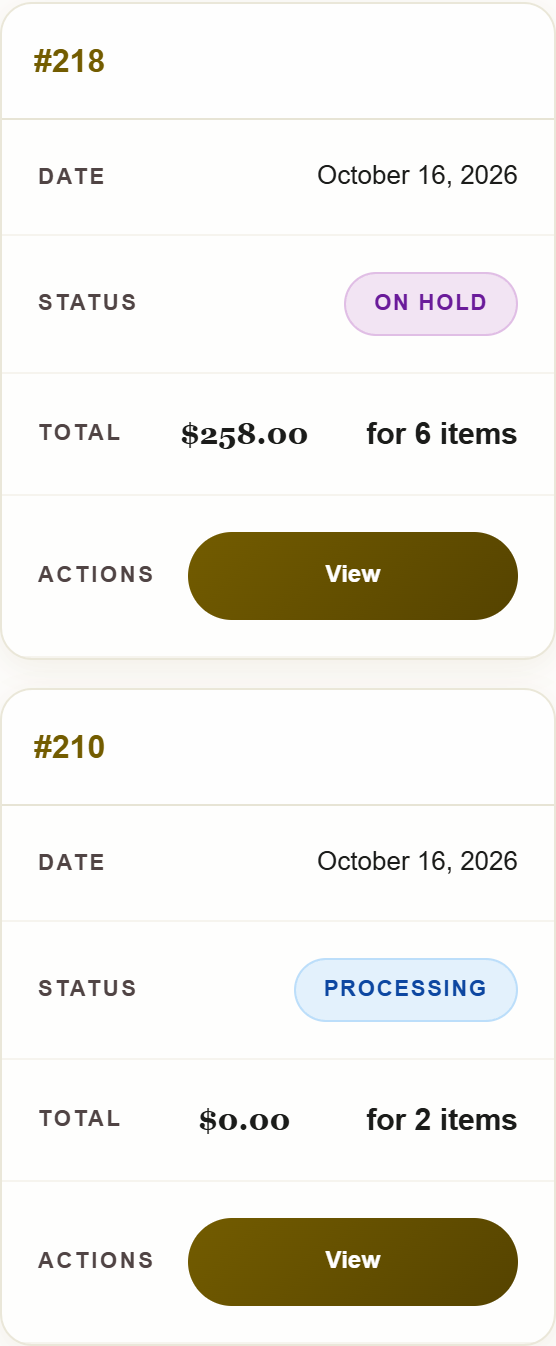 #218
DATE October 16, 2026
STATUS ON HOLD
TOTAL $258.00 for 6 items
ACTIONS View
#210
DATE October 16, 2026
STATUS PROCESSING
TOTAL $0.00 for 2 items
ACTIONS View